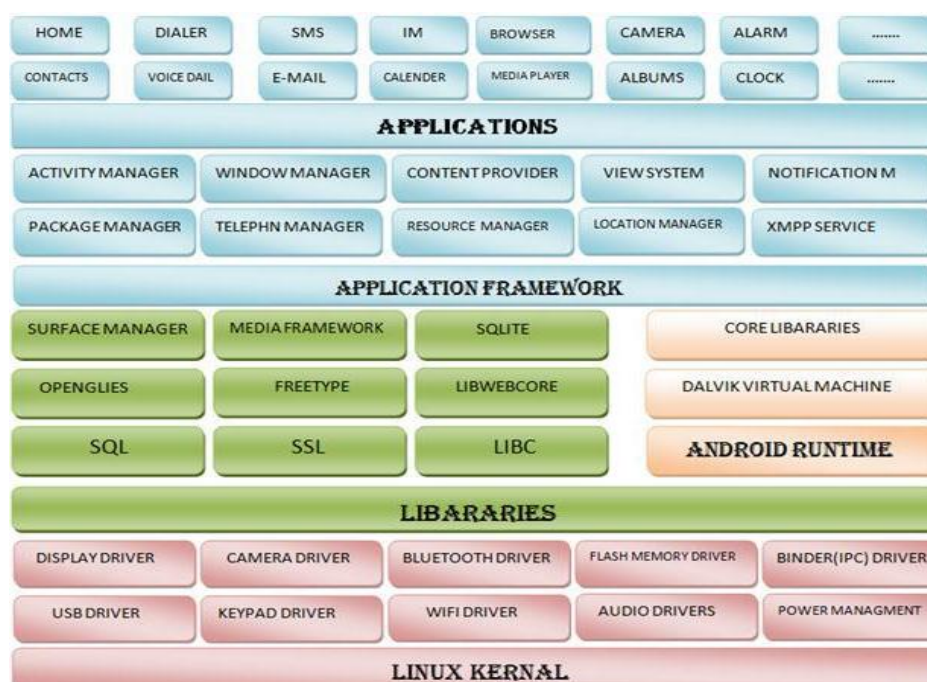 HOME DIALER SMS IM BROWSER CAMERA ALARM .......
CONTACTS VOICE DAIL E-MAIL CALENDER MEDIA PLAYER ALBUMS CLOCK .......
APPLICATIONS
ACTIVITY MANAGER WINDOW MANAGER CONTENT PROVIDER VIEW SYSTEM NOTIFICATION M
PACKAGE MANAGER TELEPHN MANAGER RESOURCE MANAGER LOCATION MANAGER XMPP SERVICE
APPLICATION FRAMEWORK
SURFACE MANAGER MEDIA FRAMEWORK SQLITE CORE LIBARARIES
OPENGLIES FREETYPE LIBWEBCORE DALVIK VIRTUAL MACHINE
SQL SSL LIBC ANDROID RUNTIME
LIBARARIES
DISPLAY DRIVER CAMERA DRIVER BLUETOOTH DRIVER FLASH MEMORY DRIVER BINDER(IPC) DRIVER
USB DRIVER KEYPAD DRIVER WIFI DRIVER AUDIO DRIVERS POWER MANAGMENT
LINUX KERNAL